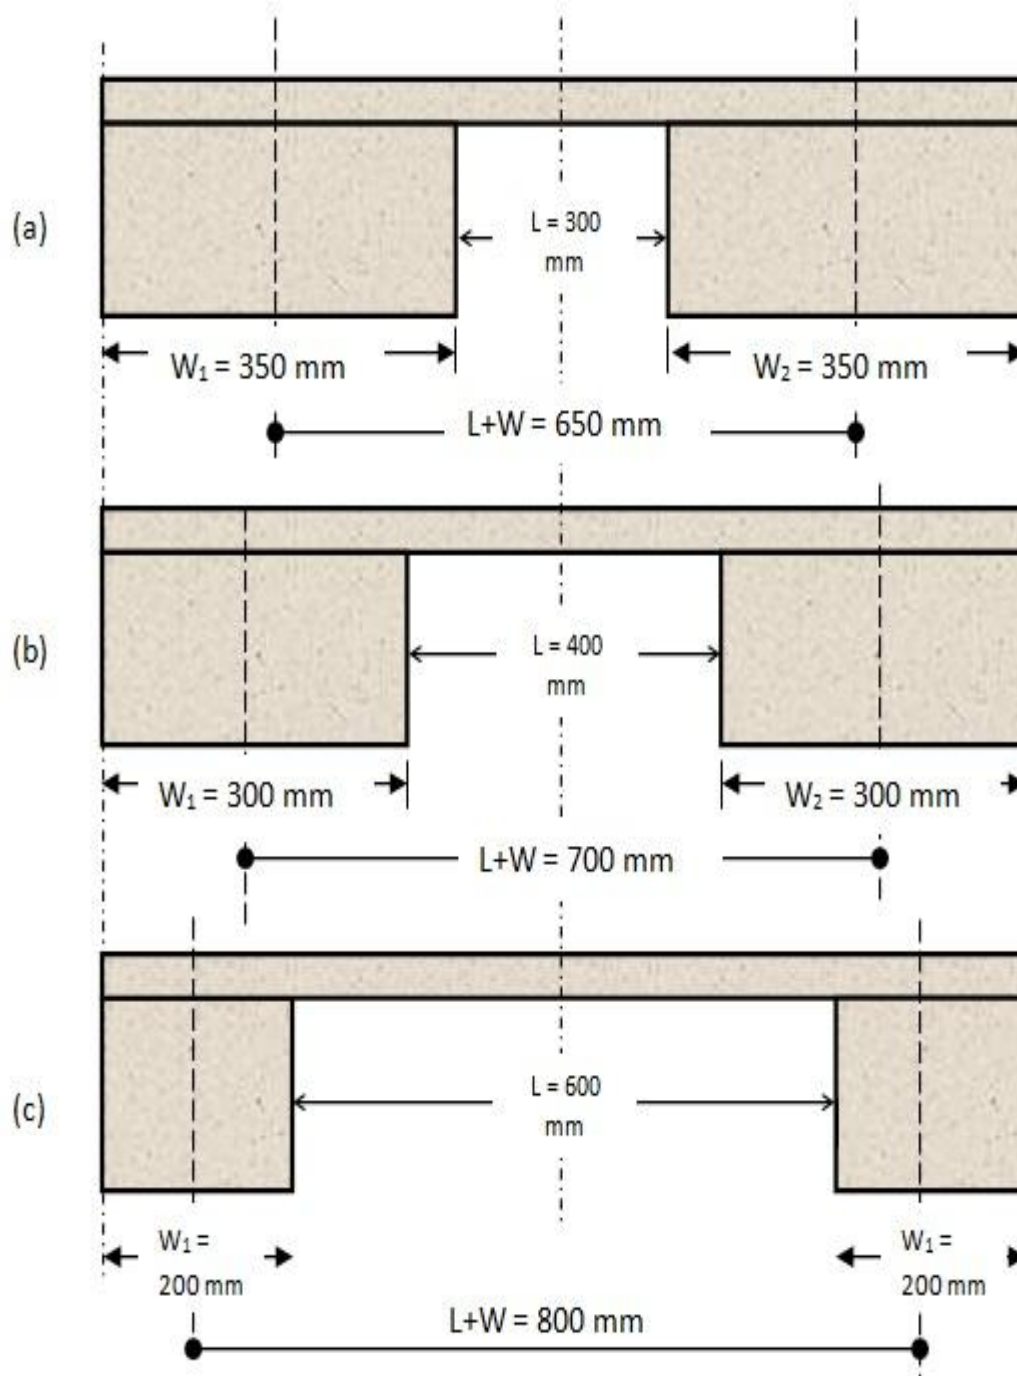 (a)
L = 300
mm
W₁ = 350 mm
W₂ = 350 mm
L+W = 650 mm
(b)
L = 400
mm
W₁ = 300 mm
W₂ = 300 mm
L+W = 700 mm
(c)
L = 600
mm
W₁ =
200 mm
W₁ =
200 mm
L+W = 800 mm